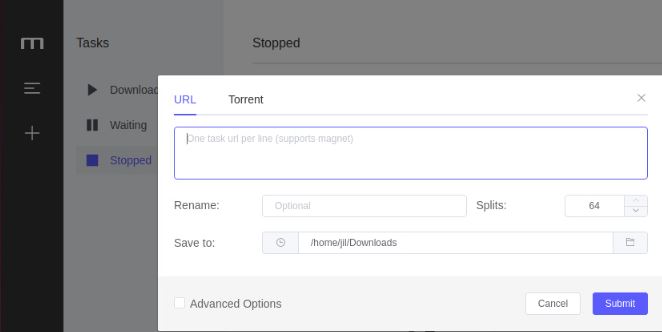 Tasks
Stopped
Downloa
Waiting
Stopped
URL
Torrent
One task url per line (supports magnet)
Rename:
Optional
Splits:
64
Save to:
/home/jil/Downloads
Advanced Options
Cancel
Submit